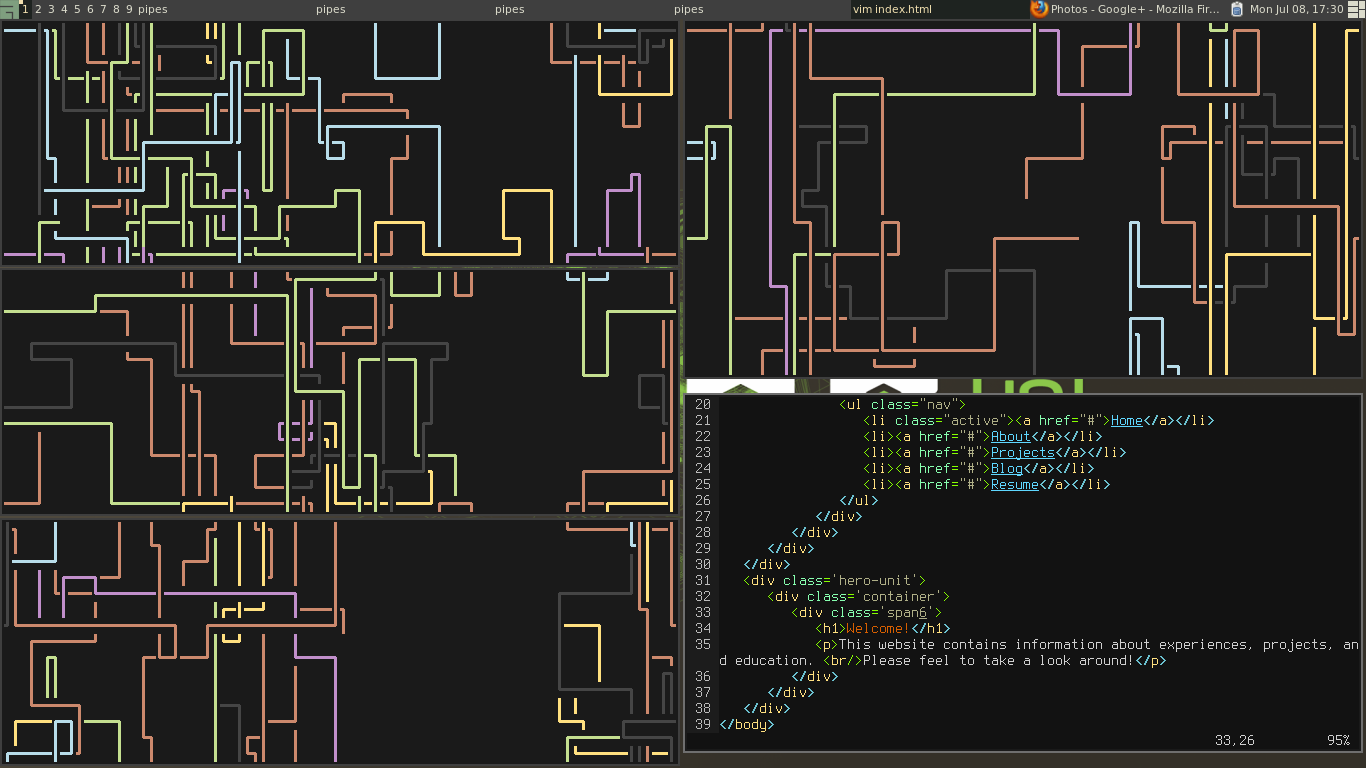 1 2 3 4 5 6 7 8 9 pipes pipes pipes pipes vim index.html Photos - Google+ - Mozilla Fir... Mon Jul 08, 17:30
20 <ul class="nav">
21 <li class="active"><a href="#">Home</a></li>
22 <li><a href="#">About</a></li>
23 <li><a href="#">Projects</a></li>
24 <li><a href="#">Blog</a></li>
25 <li><a href="#">Resume</a></li>
26 </ul>
27 </div>
28 </div>
29 </div>
30 </div>
31 <div class='hero-unit'>
32 <div class='container'>
33 <div class='span6'>
34 <h1>Welcome!</h1>
35 <p>This website contains information about experiences, projects, an
d education. <br/>Please feel to take a look around!</p>
36 </div>
37 </div>
38 </div>
39 </body>
33,26 95%